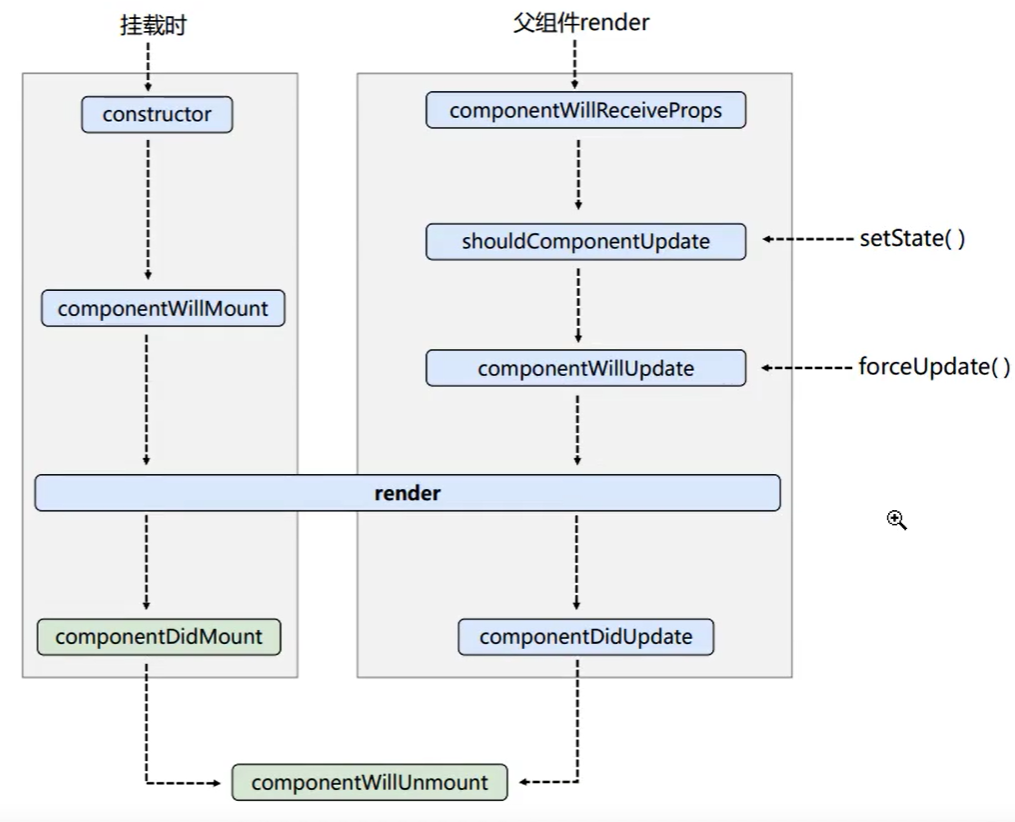 挂载时
父组件render
constructor
componentWillReceiveProps
shouldComponentUpdate
setState( )
componentWillMount
componentWillUpdate
forceUpdate( )
render
componentDidMount
componentDidUpdate
componentWillUnmount